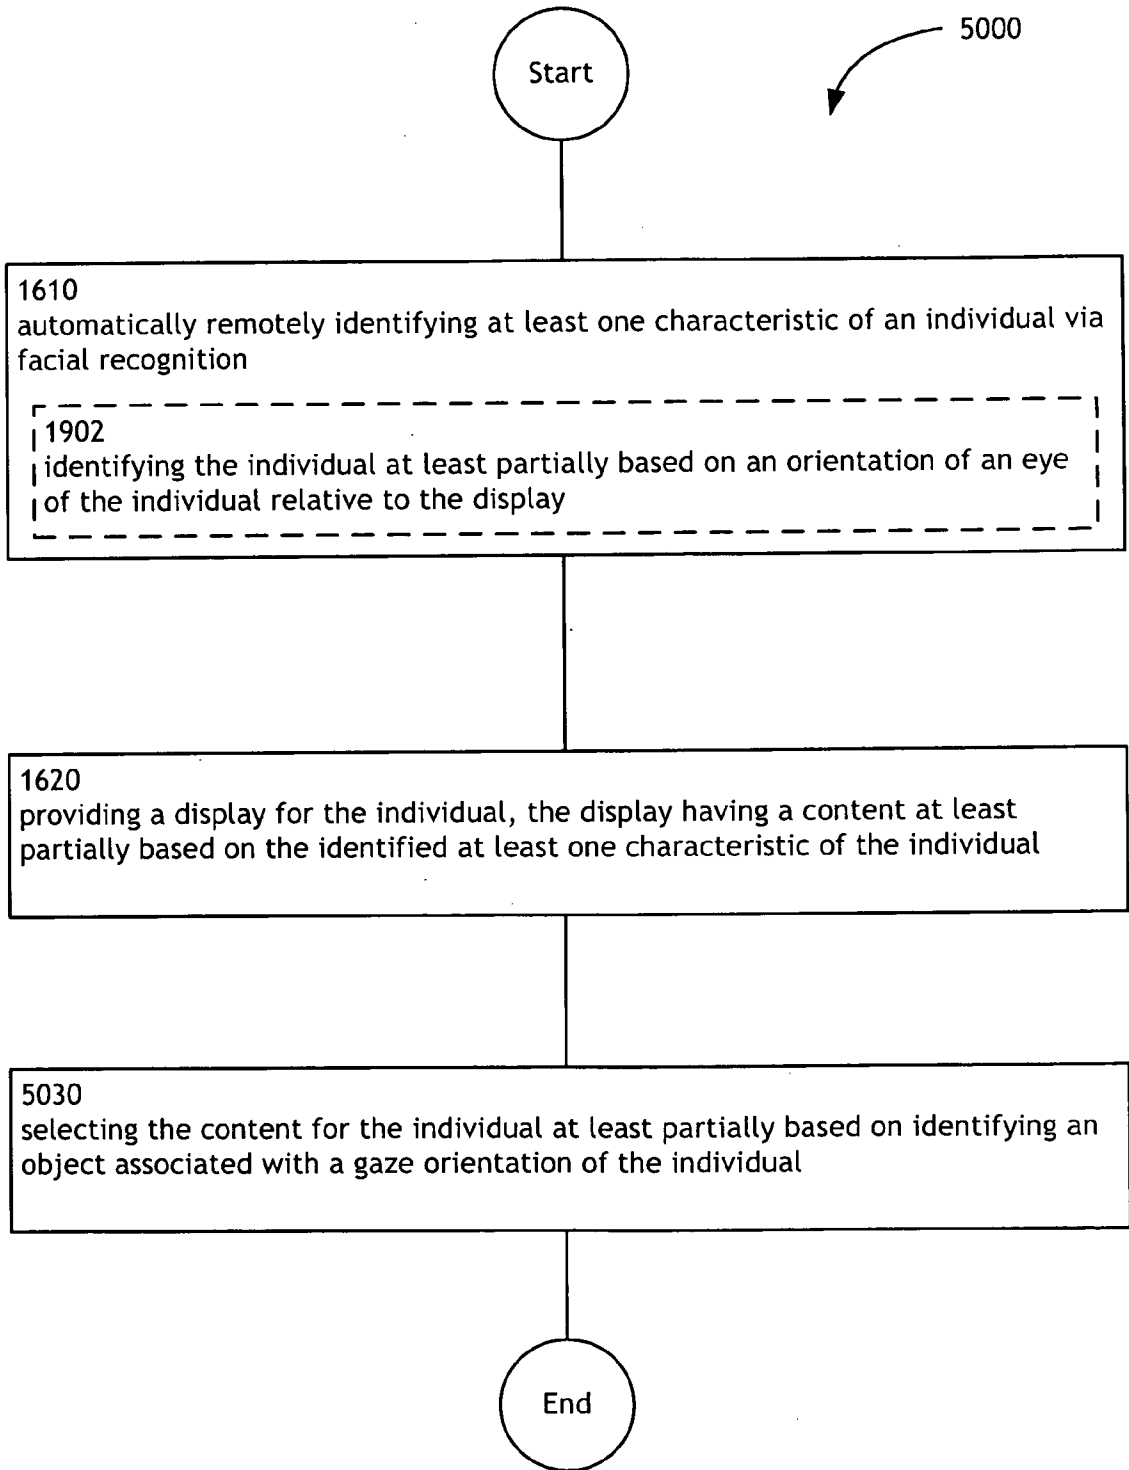 5000
Start
1610
automatically remotely identifying at least one characteristic of an individual via
facial recognition
1902
identifying the individual at least partially based on an orientation of an eye
of the individual relative to the display
1620
providing a display for the individual, the display having a content at least
partially based on the identified at least one characteristic of the individual
5030
selecting the content for the individual at least partially based on identifying an
object associated with a gaze orientation of the individual
End